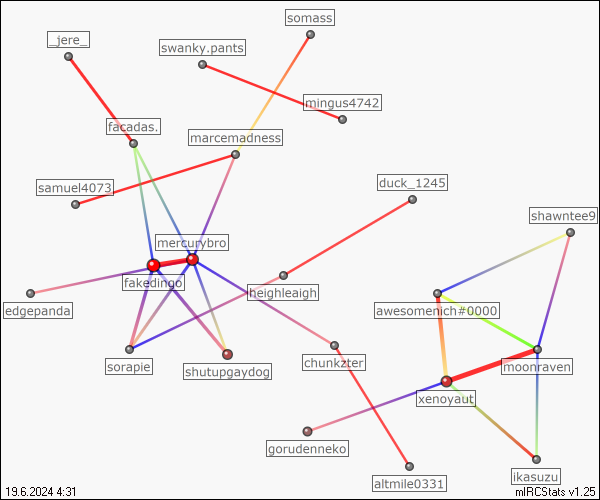 somass
_jere_
swanky.pants
mingus4742
facadas.
marcemadness
samuel4073
duck_1245
shawntee9
mercurybro
fakedingo
heighleaigh
edgepanda
awesomenich#0000
sorapie
shutupgaydog
chunkzter
moonraven
xenoyaut
gorudenneko
altmile0331
ikasuzu
19.6.2024 4:31
mIRCStats v1.25